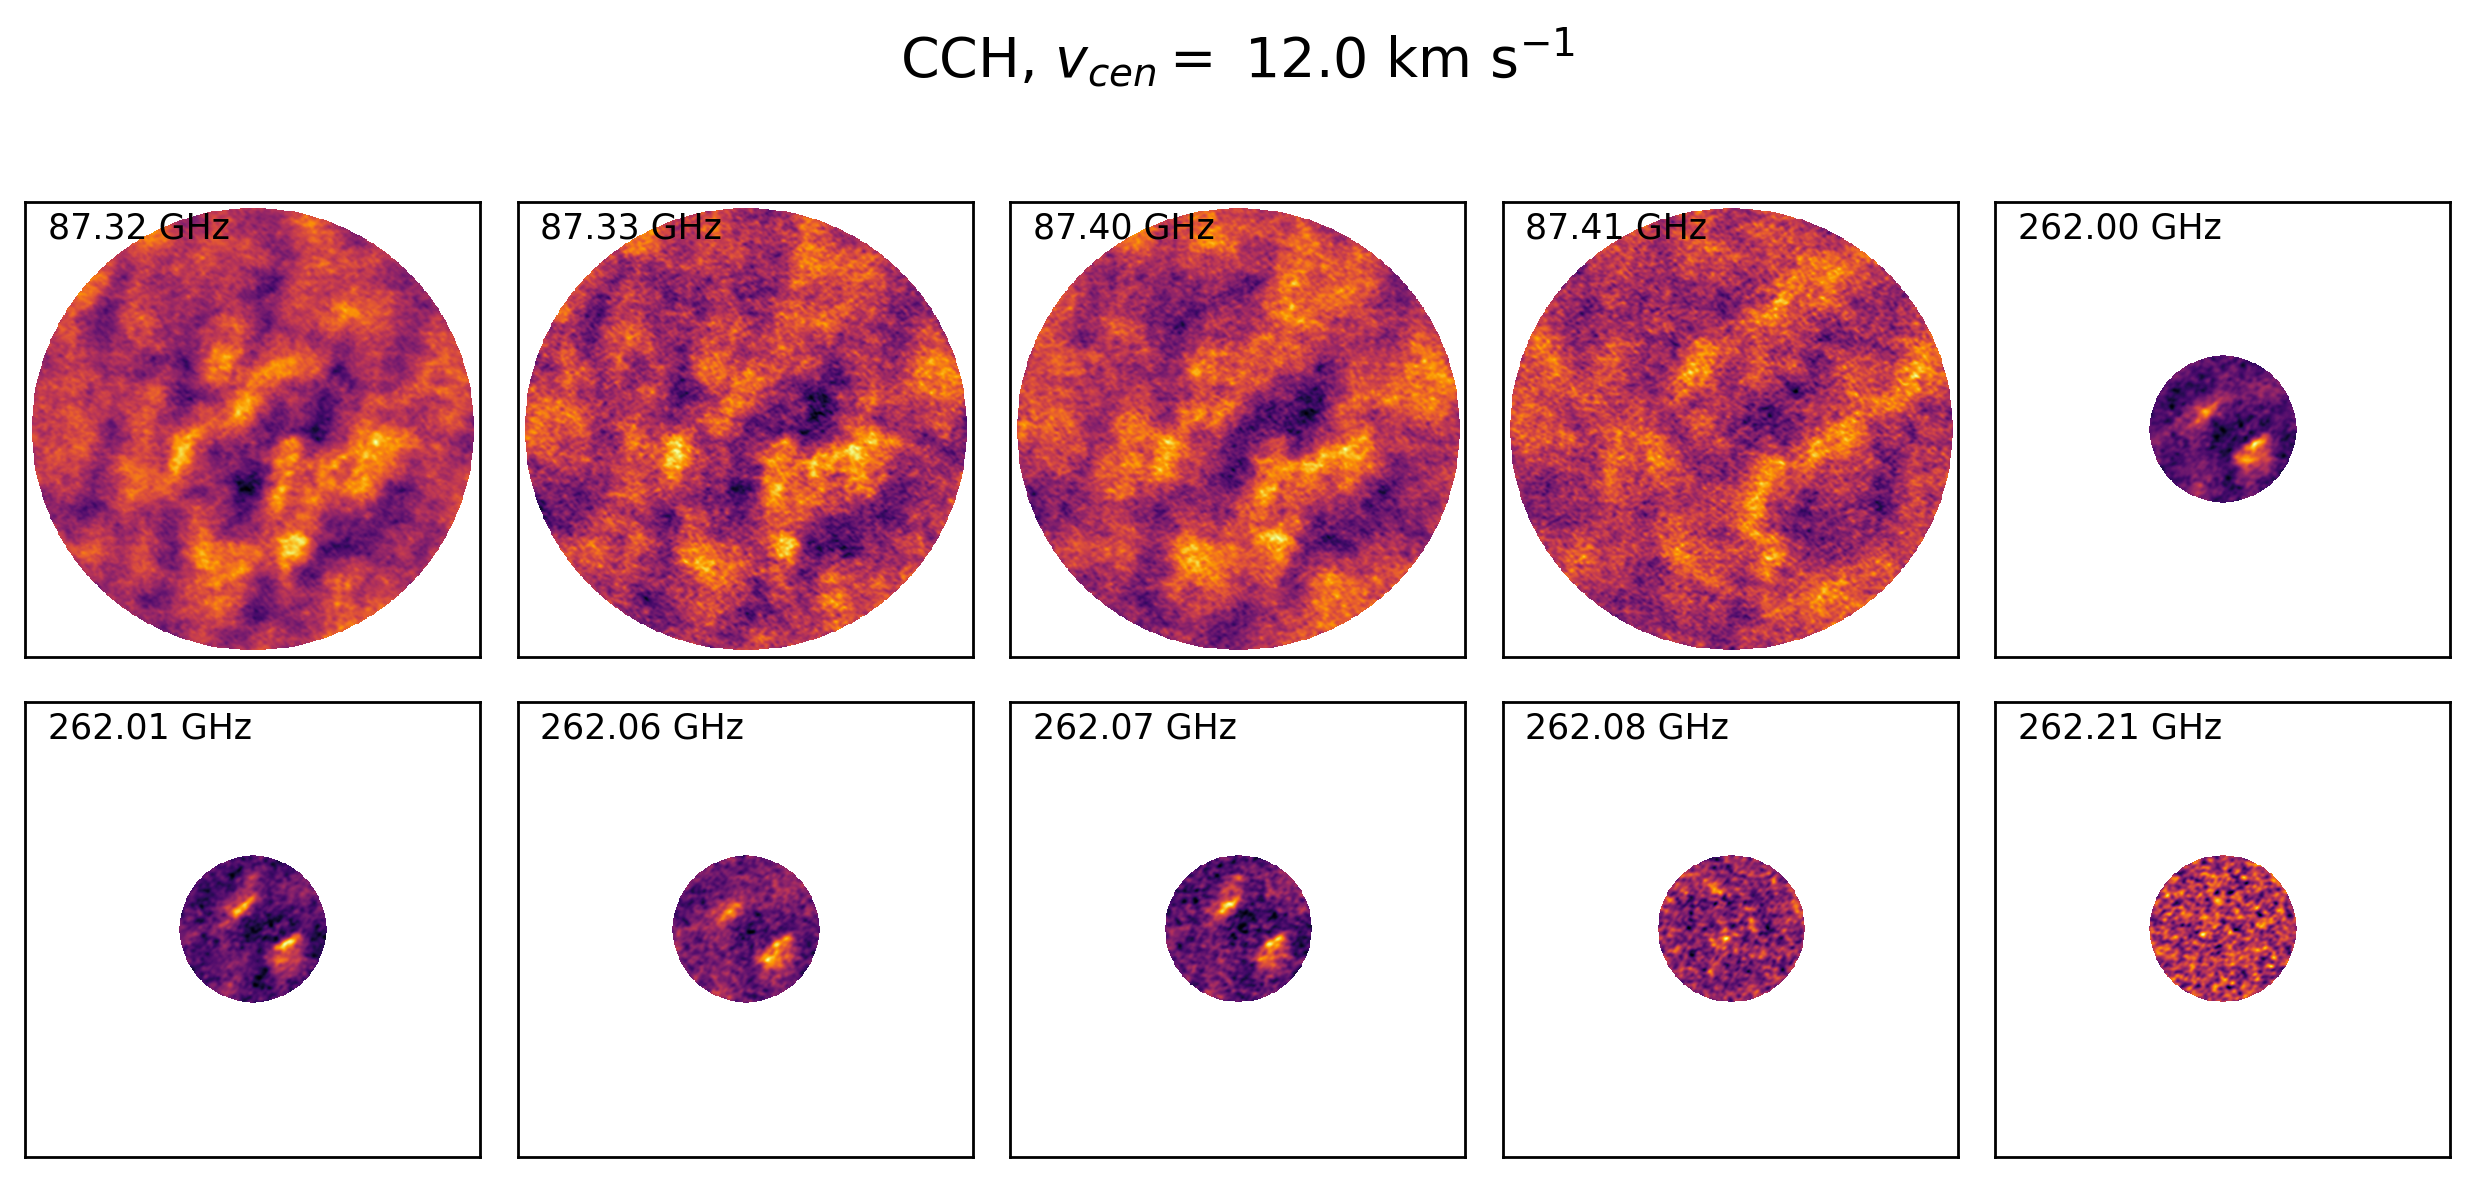 CCH, v_cen = 12.0 km s⁻¹
87.32 GHz
87.33 GHz
87.40 GHz
87.41 GHz
262.00 GHz
262.01 GHz
262.06 GHz
262.07 GHz
262.08 GHz
262.21 GHz